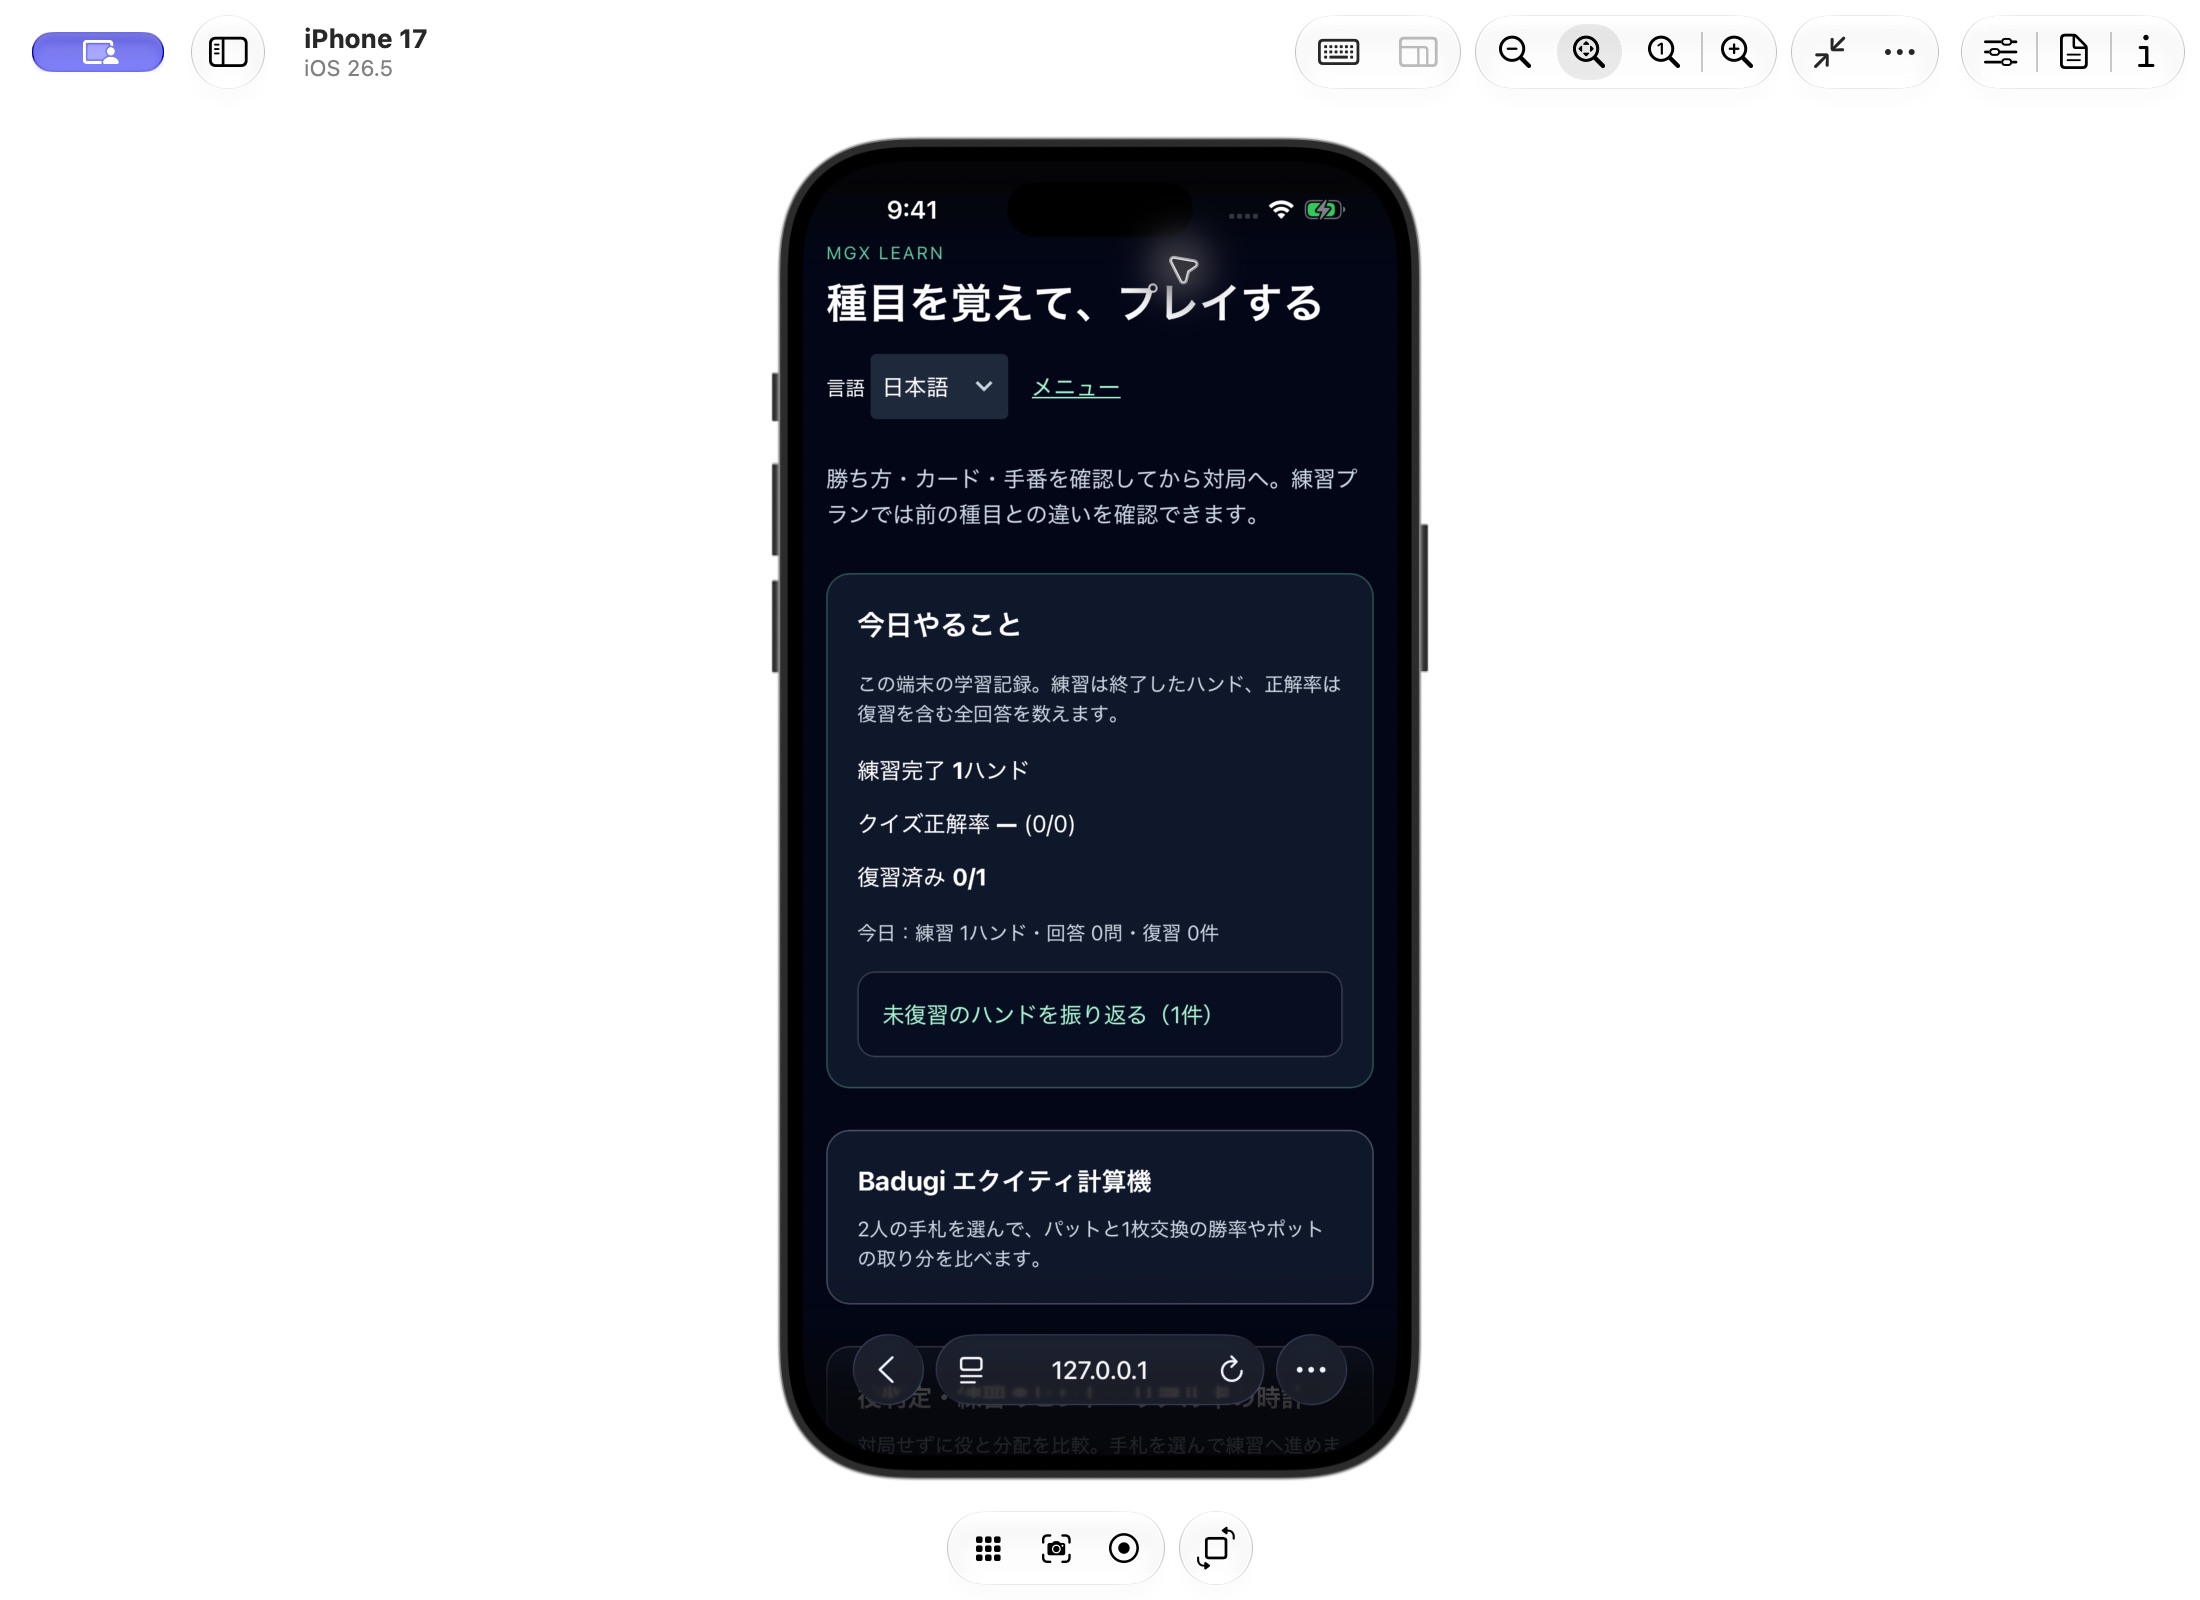 iPhone 17
iOS 26.5
9:41
MGX LEARN
種目を覚えて、プレイする
言語 日本語 メニュー
勝ち方・カード・手番を確認してから対局へ。練習プ
ランでは前の種目との違いを確認できます。
今日やること
この端末の学習記録。練習は終了したハンド、正解率は
復習を含む全回答を数えます。
練習完了 1ハンド
クイズ正解率 — (0/0)
復習済み 0/1
今日：練習 1ハンド・回答 0問・復習 0件
未復習のハンドを振り返る（1件）
Badugi エクイティ計算機
2人の手札を選んで、パットと1枚交換の勝率やポット
の取り分を比べます。
127.0.0.1
対局せずに役と分配を比較。手札を選んで練習へ進めま